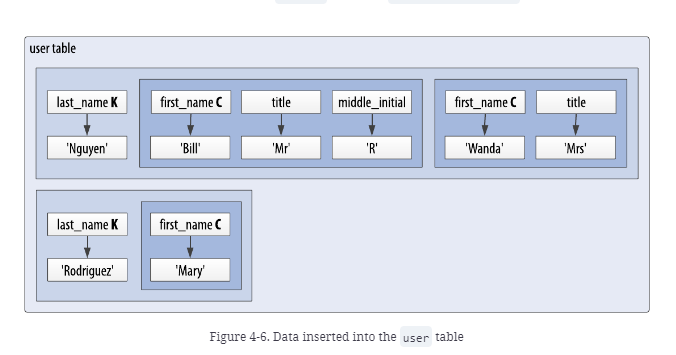 user table
last_name K
first_name C title middle_initial
first_name C title
'Nguyen'
'Bill' 'Mr' 'R'
'Wanda' 'Mrs'
last_name K
first_name C
'Rodriguez'
'Mary'
Figure 4-6. Data inserted into the user table